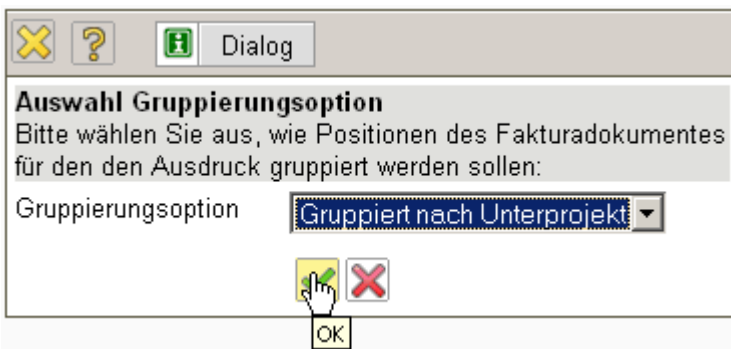 Dialog
Auswahl Gruppierungsoption
Bitte wählen Sie aus, wie Positionen des Fakturadokumentes
für den den Ausdruck gruppiert werden sollen:
Gruppierungsoption Gruppiert nach Unterprojekt
OK